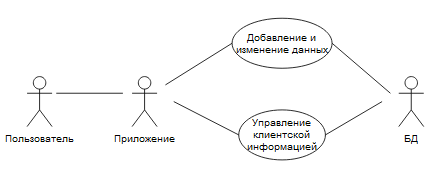 Добавление и
изменение данных
Пользователь
Приложение
Управление
клиентской
информацией
БД